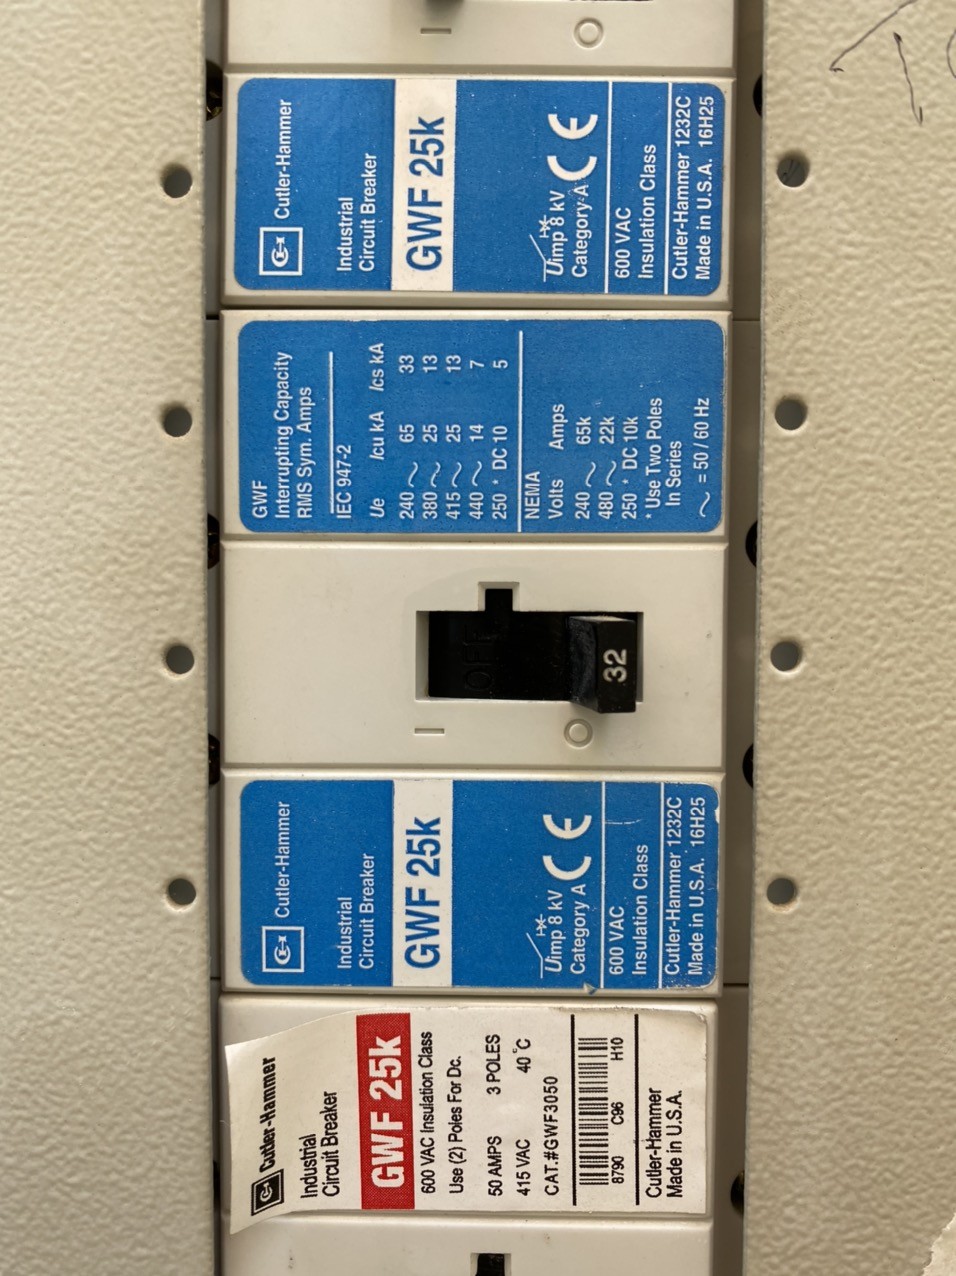 Cutler-Hammer
Industrial
Circuit Breaker
GWF 25k
Uimp 8 kV
Category A
CE
600 VAC
Insulation Class
Cutler-Hammer 1232C
Made in U.S.A. 16H25
GWF
Interrupting Capacity
RMS Sym. Amps
IEC 947-2
Ue Icu kA Ics kA
240 ~ 65 33
380 ~ 25 13
415 ~ 25 13
440 ~ 14 7
250 * DC 10 5
NEMA
Volts Amps
240 ~ 65k
480 ~ 22k
250 * DC 10k
* Use Two Poles
In Series
~ = 50 / 60 Hz
OFF
32
I O
Cutler-Hammer
Industrial
Circuit Breaker
GWF 25k
Uimp 8 kV
Category A
CE
600 VAC
Insulation Class
Cutler-Hammer 1232C
Made in U.S.A. 16H25
Cutler-Hammer
Industrial
Circuit Breaker
GWF 25k
600 VAC Insulation Class
Use (2) Poles For Dc.
50 AMPS 3 POLES
415 VAC 40°C
CAT.#GWF3050
8790 C96 H10
Cutler-Hammer
Made in U.S.A.
I O